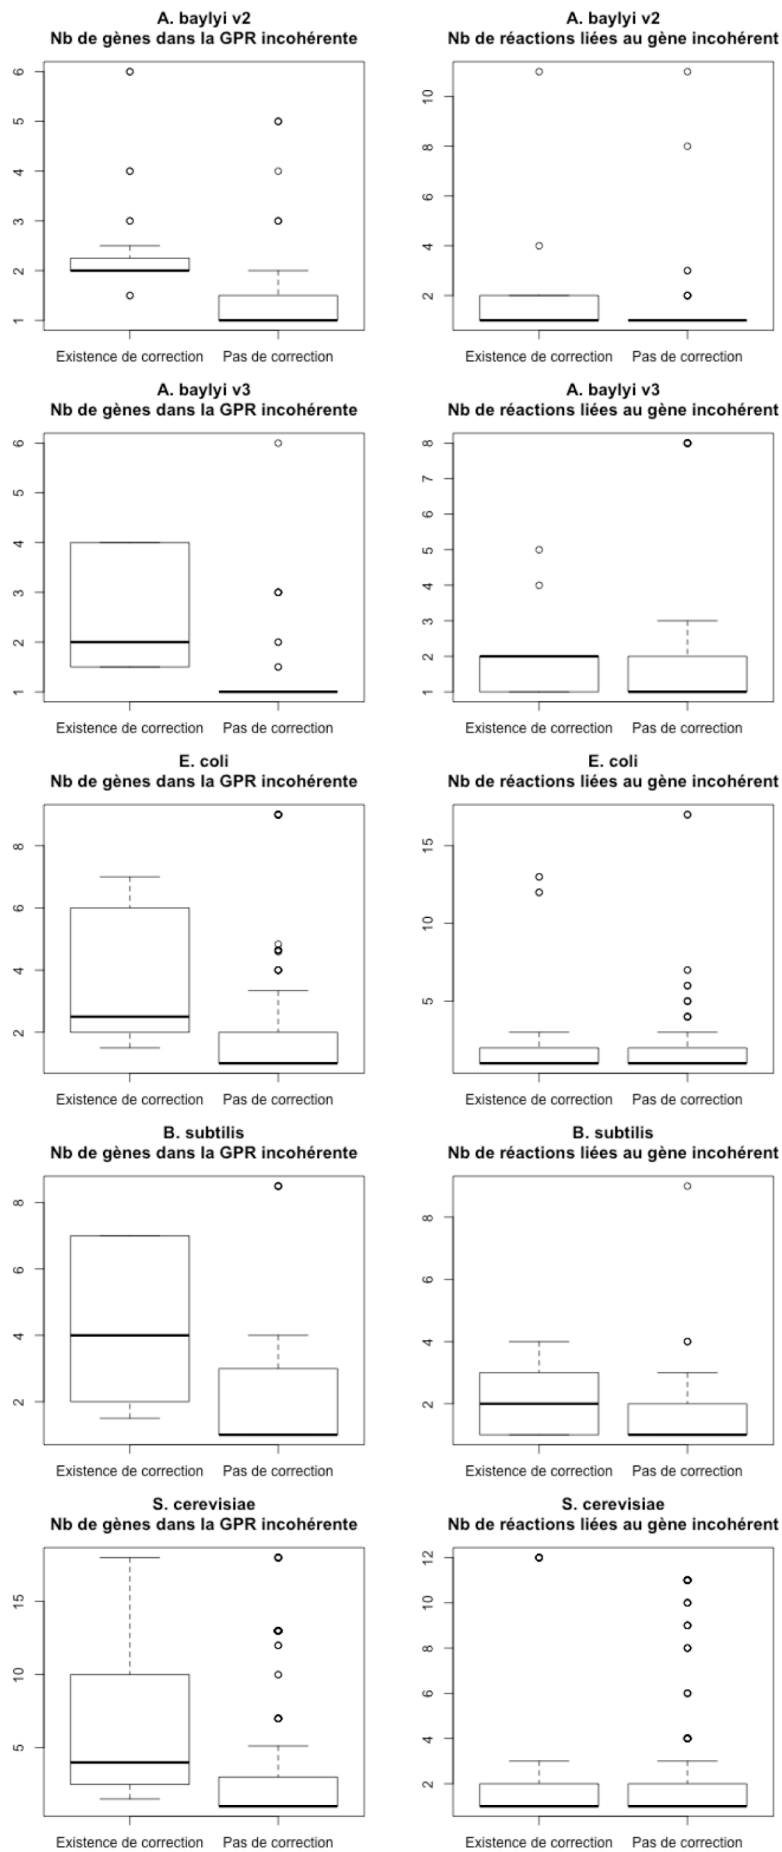 A. baylyi v2
Nb de gènes dans la GPR incohérente
6
5
4
3
2
1
Existence de correction Pas de correction
A. baylyi v2
Nb de réactions liées au gène incohérent
10
8
6
4
2
Existence de correction Pas de correction
A. baylyi v3
Nb de gènes dans la GPR incohérente
6
5
4
3
2
1
Existence de correction Pas de correction
A. baylyi v3
Nb de réactions liées au gène incohérent
8
7
6
5
4
3
2
1
Existence de correction Pas de correction
E. coli
Nb de gènes dans la GPR incohérente
8
6
4
2
Existence de correction Pas de correction
E. coli
Nb de réactions liées au gène incohérent
15
10
5
Existence de correction Pas de correction
B. subtilis
Nb de gènes dans la GPR incohérente
8
6
4
2
Existence de correction Pas de correction
B. subtilis
Nb de réactions liées au gène incohérent
8
6
4
2
Existence de correction Pas de correction
S. cerevisiae
Nb de gènes dans la GPR incohérente
15
10
5
Existence de correction Pas de correction
S. cerevisiae
Nb de réactions liées au gène incohérent
12
10
8
6
4
2
Existence de correction Pas de correction